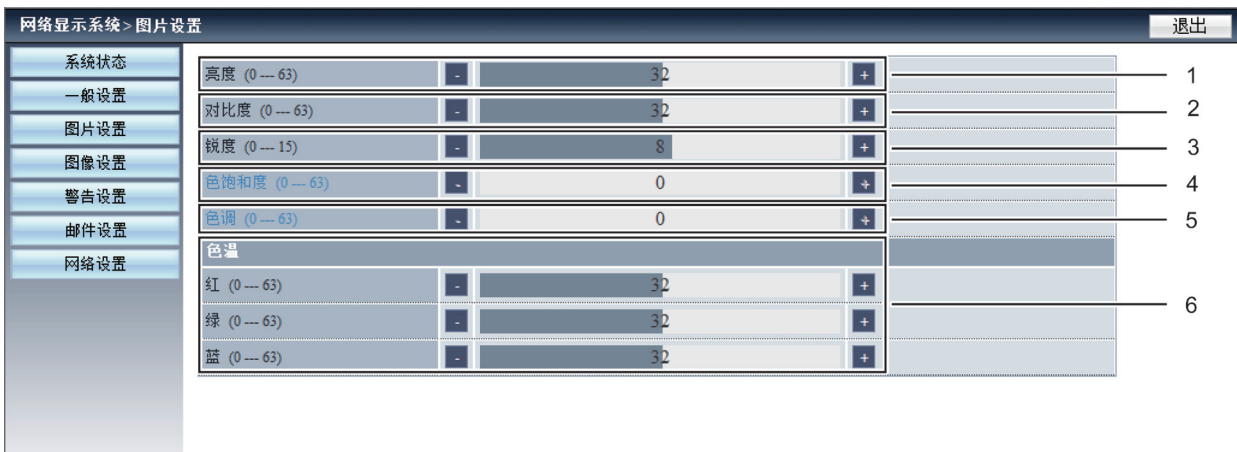 网络显示系统>图片设置
退出
系统状态
一般设置
图片设置
图像设置
警告设置
邮件设置
网络设置
亮度 (0 --- 63) - 32 + 1
对比度 (0 --- 63) - 32 + 2
锐度 (0 --- 15) - 8 + 3
色饱和度 (0 --- 63) - 0 + 4
色调 (0 --- 63) - 0 + 5
色温
红 (0 --- 63) - 32 +
绿 (0 --- 63) - 32 + 6
蓝 (0 --- 63) - 32 +